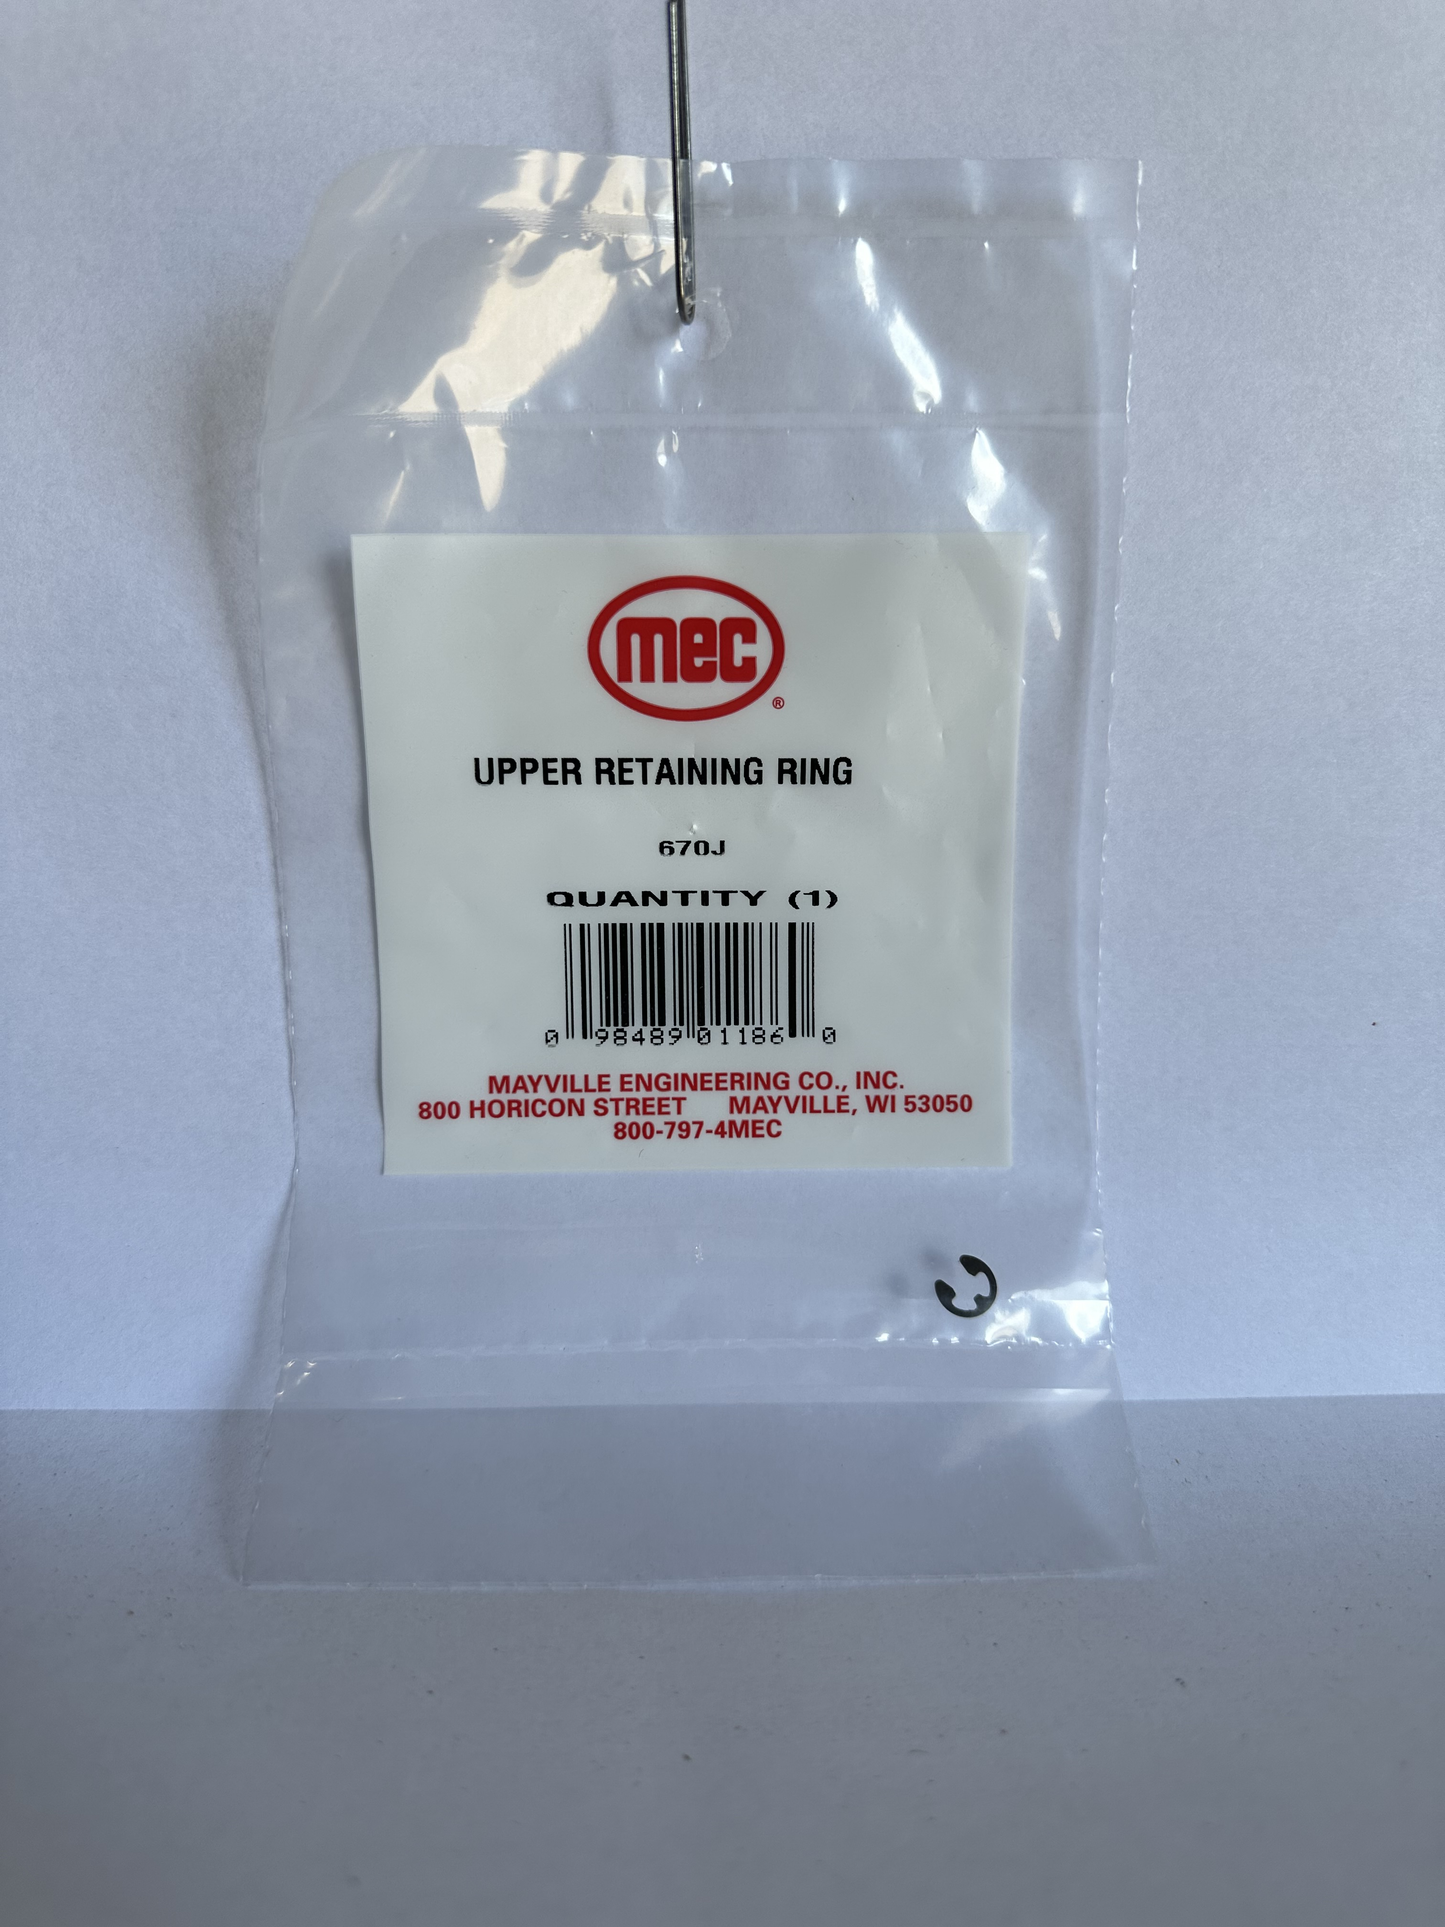 mec®
UPPER RETAINING RING
670J
QUANTITY (1)
0 98489 01186 0
MAYVILLE ENGINEERING CO., INC.
800 HORICON STREET MAYVILLE, WI 53050
800-797-4MEC